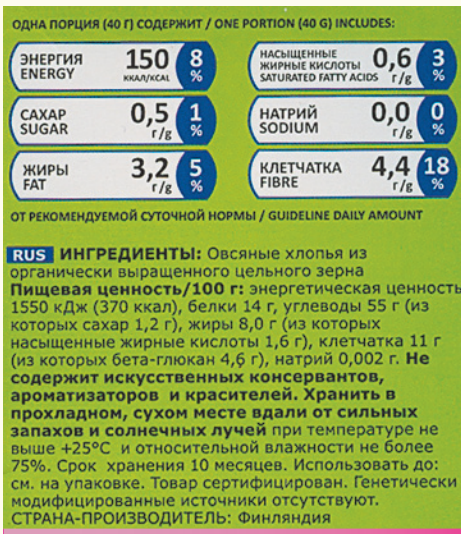 ОДНА ПОРЦИЯ (40 Г) СОДЕРЖИТ / ONE PORTION (40 G) INCLUDES:
ЭНЕРГИЯ
ENERGY
150
ККАЛ/KCAL
8
%
НАСЫЩЕННЫЕ
ЖИРНЫЕ КИСЛОТЫ
SATURATED FATTY ACIDS
0,6
г/g
3
%
САХАР
SUGAR
0,5
г/g
1
%
НАТРИЙ
SODIUM
0,0
г/g
0
%
ЖИРЫ
FAT
3,2
г/g
5
%
КЛЕТЧАТКА
FIBRE
4,4
г/g
18
%
ОТ РЕКОМЕНДУЕМОЙ СУТОЧНОЙ НОРМЫ / GUIDELINE DAILY AMOUNT
RUS ИНГРЕДИЕНТЫ: Овсяные хлопья из
органически выращенного цельного зерна
Пищевая ценность/100 г: энергетическая ценность
1550 кДж (370 ккал), белки 14 г, углеводы 55 г (из
которых сахар 1,2 г), жиры 8,0 г (из которых
насыщенные жирные кислоты 1,6 г), клетчатка 11 г
(из которых бета-глюкан 4,6 г), натрий 0,002 г. Не
содержит искусственных консервантов,
ароматизаторов и красителей. Хранить в
прохладном, сухом месте вдали от сильных
запахов и солнечных лучей при температуре не
выше +25°С и относительной влажности не более
75%. Срок хранения 10 месяцев. Использовать до:
см. на упаковке. Товар сертифицирован. Генетически
модифицированные источники отсутствуют.
СТРАНА-ПРОИЗВОДИТЕЛЬ: Финляндия